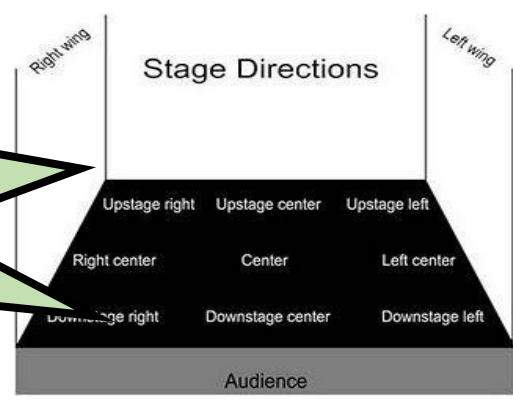 Right wing
Left wing
Stage Directions
Upstage right Upstage center Upstage left
Right center Center Left center
Downstage right Downstage center Downstage left
Audience